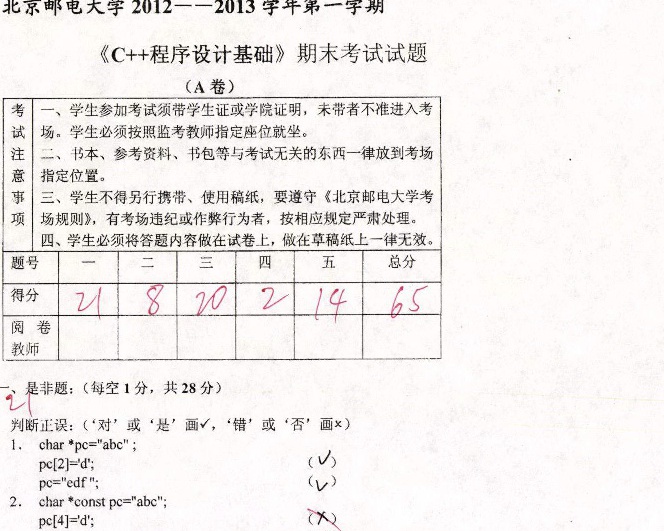 北京邮电大学 2012——2013 学年第一学期
《C++程序设计基础》期末考试试题
（A 卷）
考试注意事项
一、学生参加考试须带学生证或学院证明，未带者不准进入考
场。学生必须按照监考教师指定座位就坐。
二、书本、参考资料、书包等与考试无关的东西一律放到考场
指定位置。
三、学生不得另行携带、使用稿纸，要遵守《北京邮电大学考
场规则》，有考场违纪或作弊行为者，按相应规定严肃处理。
四、学生必须将答题内容做在试卷上，做在草稿纸上一律无效。
题号 一 二 三 四 五 总分
得分 21 8 20 2 14 65
阅 卷
教师
一、是非题：（每空 1 分，共 28 分）
21
判断正误：（‘对’或‘是’画✓，‘错’或‘否’画×）
1. char *pc="abc" ;
pc[2]='d'; （✓）
pc="edf "; （✓）
2. char *const pc="abc";
pc[4]='d'; （×）